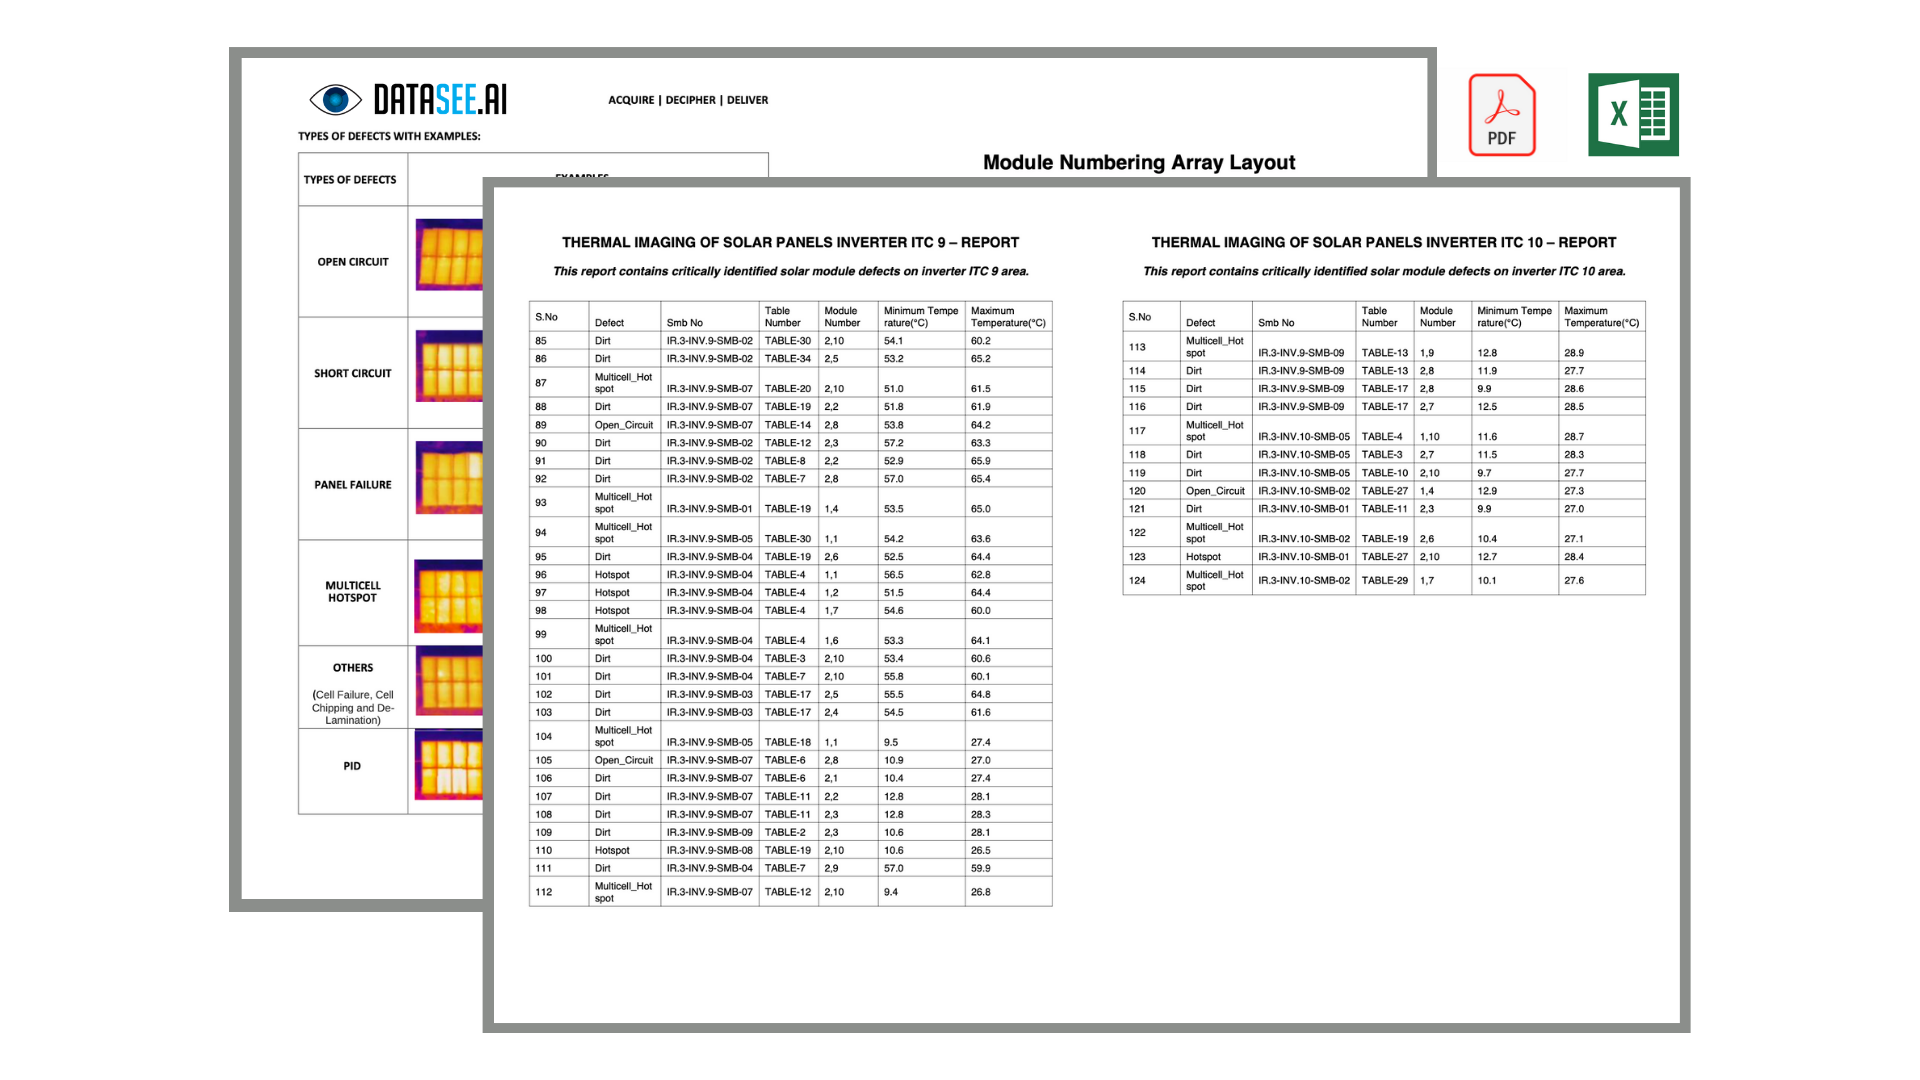 DATASEE.AI
ACQUIRE | DECIPHER | DELIVER
TYPES OF DEFECTS WITH EXAMPLES:
TYPES OF DEFECTS
OPEN CIRCUIT
SHORT CIRCUIT
PANEL FAILURE
MULTICELL
HOTSPOT
OTHERS
(Cell Failure, Cell
Chipping and De-
Lamination)
PID
Module Numbering Array Layout
PDF
X
THERMAL IMAGING OF SOLAR PANELS INVERTER ITC 9 – REPORT
This report contains critically identified solar module defects on inverter ITC 9 area.
S.No Defect Smb No Table Number Module Number Minimum Tempe rature(°C) Maximum Temperature(°C)
85 Dirt IR.3-INV.9-SMB-02 TABLE-30 2,10 54.1 60.2
86 Dirt IR.3-INV.9-SMB-02 TABLE-34 2,5 53.2 65.2
87 Multicell_Hot spot IR.3-INV.9-SMB-07 TABLE-20 2,10 51.0 61.5
88 Dirt IR.3-INV.9-SMB-07 TABLE-19 2,2 51.8 61.9
89 Open_Circuit IR.3-INV.9-SMB-07 TABLE-14 2,8 53.8 64.2
90 Dirt IR.3-INV.9-SMB-02 TABLE-12 2,3 57.2 63.3
91 Dirt IR.3-INV.9-SMB-02 TABLE-8 2,2 52.9 65.9
92 Dirt IR.3-INV.9-SMB-02 TABLE-7 2,8 57.0 65.4
93 Multicell_Hot spot IR.3-INV.9-SMB-01 TABLE-19 1,4 53.5 65.0
94 Multicell_Hot spot IR.3-INV.9-SMB-05 TABLE-30 1,1 54.2 63.6
95 Dirt IR.3-INV.9-SMB-04 TABLE-19 2,6 52.5 64.4
96 Hotspot IR.3-INV.9-SMB-04 TABLE-4 1,1 56.5 62.8
97 Hotspot IR.3-INV.9-SMB-04 TABLE-4 1,2 51.5 64.4
98 Hotspot IR.3-INV.9-SMB-04 TABLE-4 1,7 54.6 60.0
99 Multicell_Hot spot IR.3-INV.9-SMB-04 TABLE-4 1,6 53.3 64.1
100 Dirt IR.3-INV.9-SMB-04 TABLE-3 2,10 53.4 60.6
101 Dirt IR.3-INV.9-SMB-04 TABLE-7 2,10 55.8 60.1
102 Dirt IR.3-INV.9-SMB-03 TABLE-17 2,5 55.5 64.8
103 Dirt IR.3-INV.9-SMB-03 TABLE-17 2,4 54.5 61.6
104 Multicell_Hot spot IR.3-INV.9-SMB-05 TABLE-18 1,1 9.5 27.4
105 Open_Circuit IR.3-INV.9-SMB-07 TABLE-6 2,8 10.9 27.0
106 Dirt IR.3-INV.9-SMB-07 TABLE-6 2,1 10.4 27.4
107 Dirt IR.3-INV.9-SMB-07 TABLE-11 2,2 12.8 28.1
108 Dirt IR.3-INV.9-SMB-07 TABLE-11 2,3 12.8 28.3
109 Dirt IR.3-INV.9-SMB-09 TABLE-2 2,3 10.6 28.1
110 Hotspot IR.3-INV.9-SMB-08 TABLE-19 2,10 10.6 26.5
111 Dirt IR.3-INV.9-SMB-04 TABLE-7 2,9 57.0 59.9
112 Multicell_Hot spot IR.3-INV.9-SMB-07 TABLE-12 2,10 9.4 26.8
THERMAL IMAGING OF SOLAR PANELS INVERTER ITC 10 – REPORT
This report contains critically identified solar module defects on inverter ITC 10 area.
S.No Defect Smb No Table Number Module Number Minimum Tempe rature(°C) Maximum Temperature(°C)
113 Multicell_Hot spot IR.3-INV.9-SMB-09 TABLE-13 1,9 12.8 28.9
114 Dirt IR.3-INV.9-SMB-09 TABLE-13 2,8 11.9 27.7
115 Dirt IR.3-INV.9-SMB-09 TABLE-17 2,8 9.9 28.6
116 Dirt IR.3-INV.9-SMB-09 TABLE-17 2,7 12.5 28.5
117 Multicell_Hot spot IR.3-INV.10-SMB-05 TABLE-4 1,10 11.6 28.7
118 Dirt IR.3-INV.10-SMB-05 TABLE-3 2,7 11.5 28.3
119 Dirt IR.3-INV.10-SMB-05 TABLE-10 2,10 9.7 27.7
120 Open_Circuit IR.3-INV.10-SMB-02 TABLE-27 1,4 12.9 27.3
121 Dirt IR.3-INV.10-SMB-01 TABLE-11 2,3 9.9 27.0
122 Multicell_Hot spot IR.3-INV.10-SMB-02 TABLE-19 2,6 10.4 27.1
123 Hotspot IR.3-INV.10-SMB-01 TABLE-27 2,10 12.7 28.4
124 Multicell_Hot spot IR.3-INV.10-SMB-02 TABLE-29 1,7 10.1 27.6